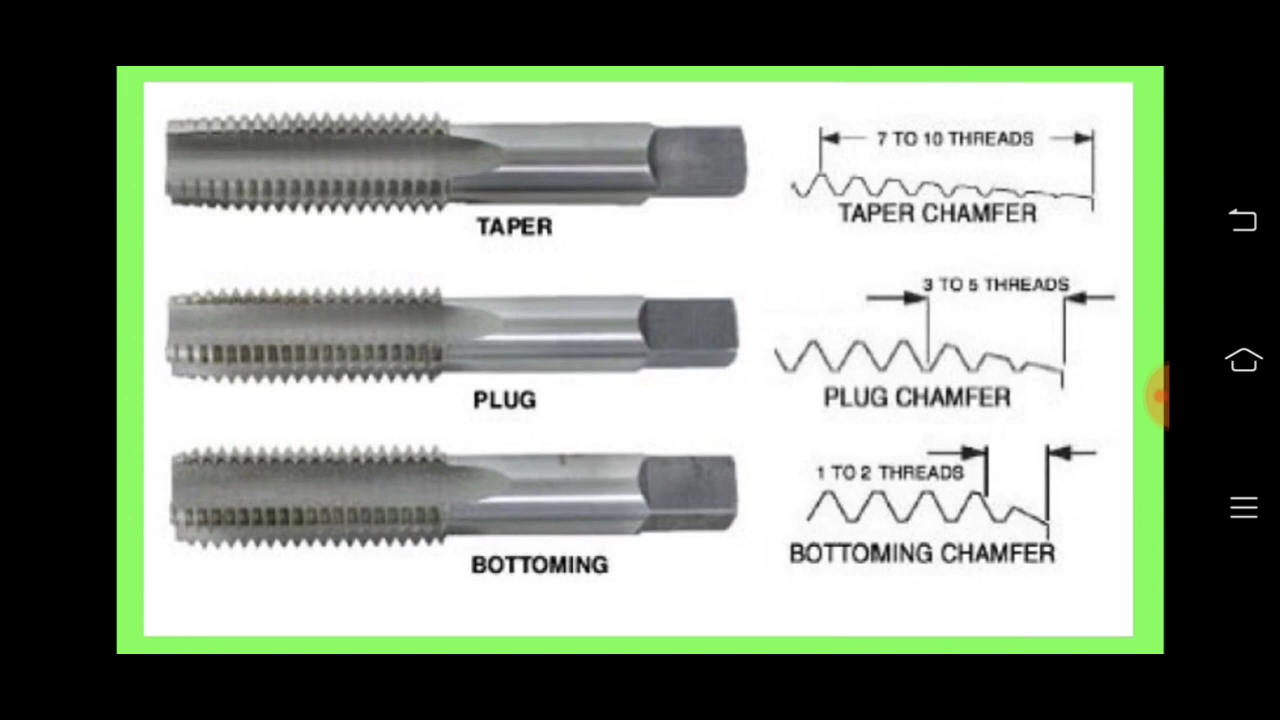 7 TO 10 THREADS
TAPER CHAMFER
TAPER
3 TO 5 THREADS
PLUG CHAMFER
PLUG
1 TO 2 THREADS
BOTTOMING CHAMFER
BOTTOMING